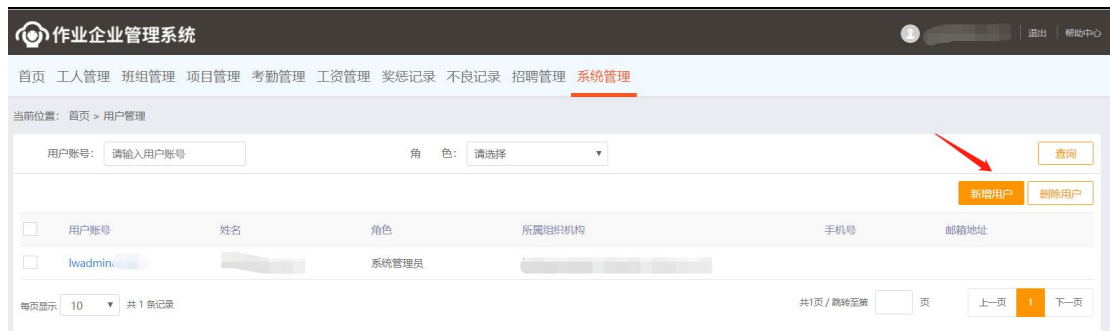 作业企业管理系统
退出 帮助中心
首页 工人管理 班组管理 项目管理 考勤管理 工资管理 奖惩记录 不良记录 招聘管理 系统管理
当前位置: 首页 > 用户管理
用户账号: 请输入用户账号 角 色: 请选择 查询
新增用户 删除用户
用户账号 姓名 角色 所属组织机构 手机号 邮箱地址
lwadmin 系统管理员
每页显示 10 共 1 条记录 共1页 / 跳转至第 页 上一页 1 下一页